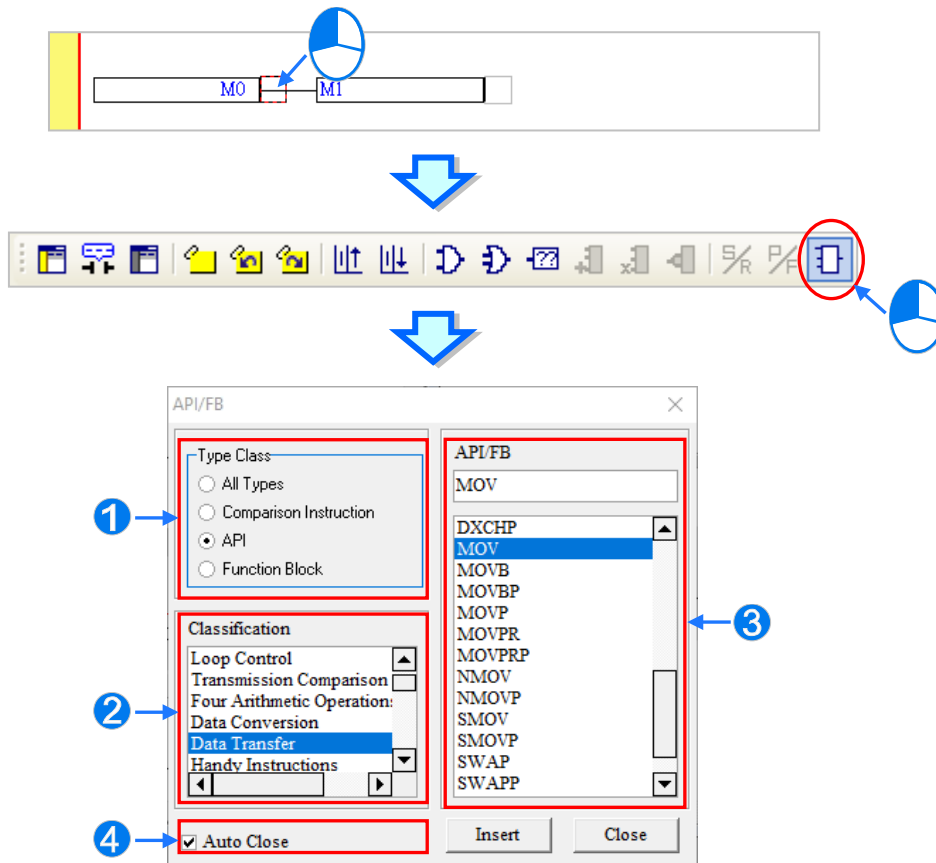 M0 M1
??
S/R P/F
API/FB
Type Class
All Types
Comparison Instruction
API
Function Block
1
Classification
Loop Control
Transmission Comparison
Four Arithmetic Operation:
Data Conversion
Data Transfer
Handy Instructions
2
4
Auto Close
API/FB
MOV
DXCHP
MOV
MOVB
MOVBP
MOVP
MOVPR
MOVPRP
NMOV
NMOVP
SMOV
SMOVP
SWAP
SWAPP
3
Insert Close